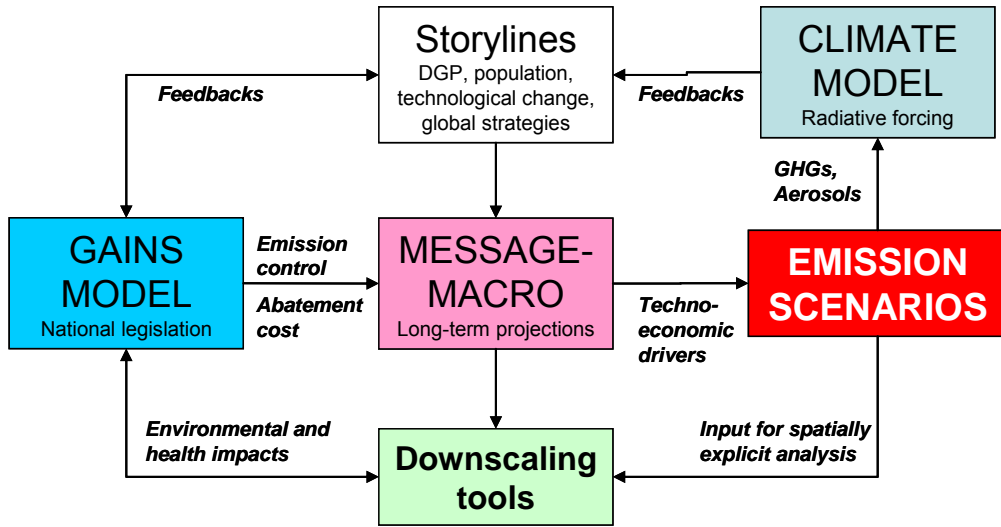 Storylines
DGP, population,
technological change,
global strategies
CLIMATE
MODEL
Radiative forcing
Feedbacks
Feedbacks
GHGs,
Aerosols
GAINS
MODEL
National legislation
Emission
control
Abatement
cost
MESSAGE-
MACRO
Long-term projections
Techno-
economic
drivers
EMISSION
SCENARIOS
Environmental and
health impacts
Downscaling
tools
Input for spatially
explicit analysis